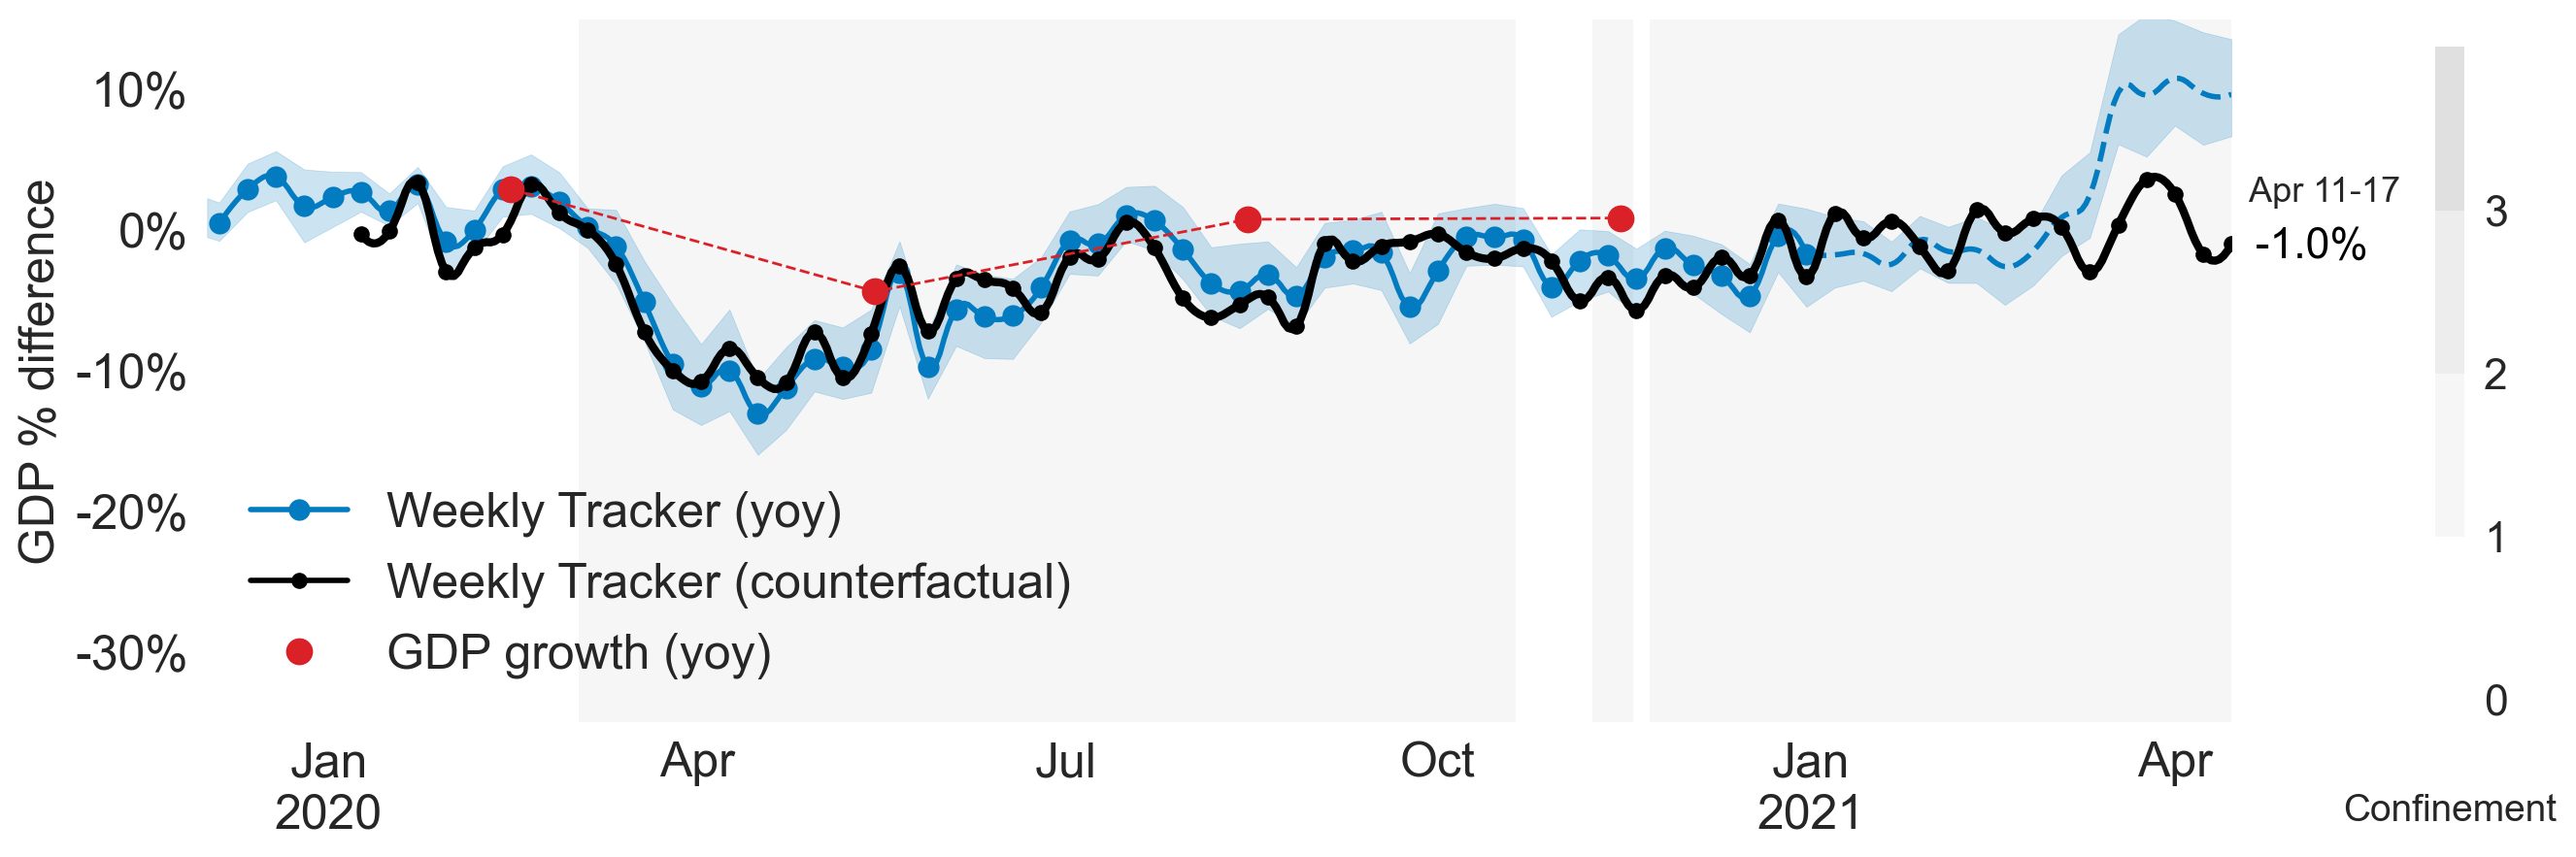 GDP % difference
10%
0%
-10%
-20%
-30%
Weekly Tracker (yoy)
Weekly Tracker (counterfactual)
GDP growth (yoy)
Jan
2020
Apr
Jul
Oct
Jan
2021
Apr
Apr 11-17
-1.0%
3
2
1
0
Confinement